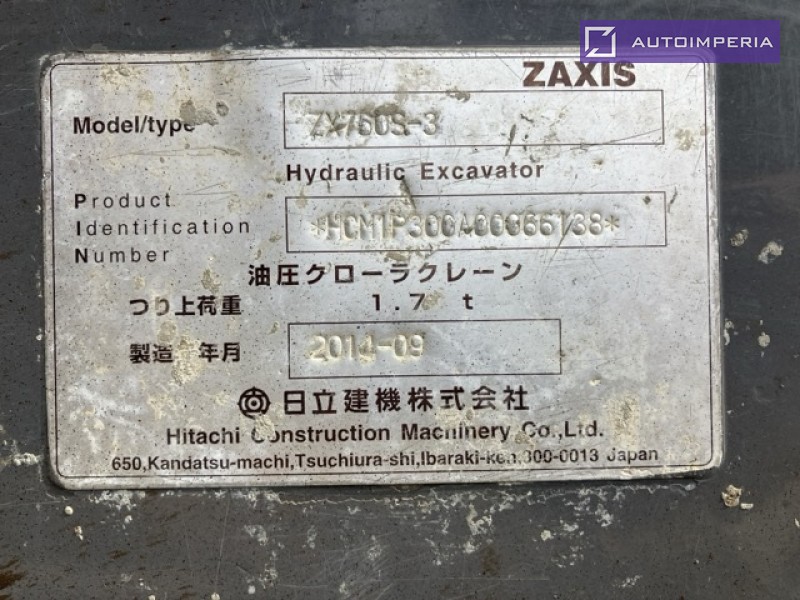 AUTOIMPERIA
ZAXIS
Model/type
Hydraulic Excavator
Product
Identification
Number
油圧クローラクレーン
つり上荷重 1.7 t
製造 年月 2014-09
日立建機株式会社
Hitachi Construction Machinery Co.,Ltd.
650,Kandatsu-machi,Tsuchiura-shi,Ibaraki-ken,300-0013 Japan